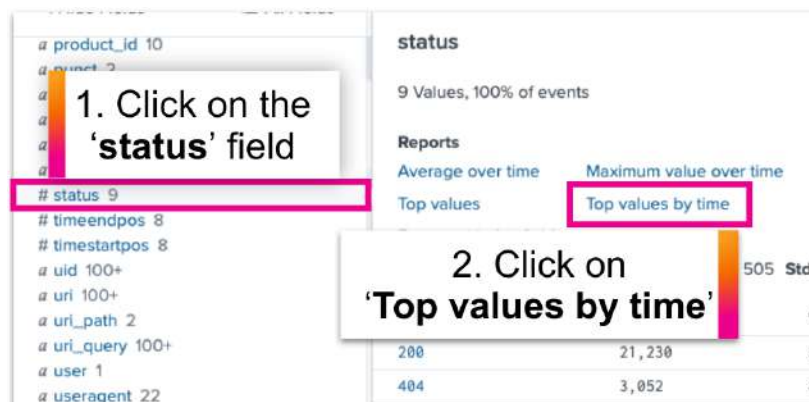 a product_id 10
a punct 2
a
a
a
a
# status 9
# timeendpos 8
# timestartpos 8
a uid 100+
a uri 100+
a uri_path 2
a uri_query 100+
a user 1
a useragent 22
1. Click on the
‘status’ field
status
9 Values, 100% of events
Reports
Average over time Maximum value over time
Top values Top values by time
2. Click on
‘Top values by time’
505 Std
200 21,230
404 3,052